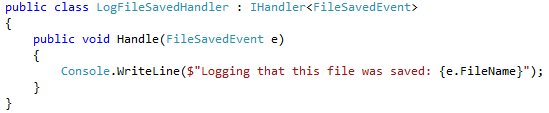 public class LogFileSavedHandler : IHandler<FileSavedEvent>
{
    public void Handle(FileSavedEvent e)
    {
        Console.WriteLine($"Logging that this file was saved: {e.FileName}");
    }
}